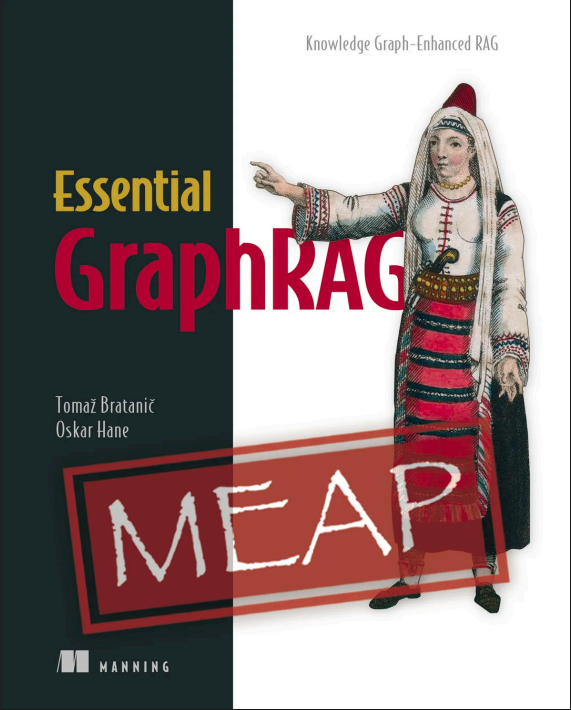 Knowledge Graph-Enhanced RAG
Essential
GraphRAG
Tomaž Bratanič
Oskar Hane
MEAP
MANNING